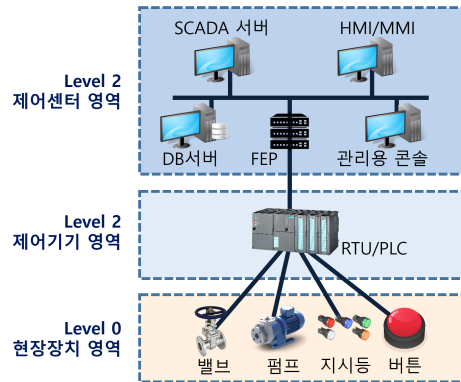 SCADA 서버
HMI/MMI
Level 2
제어센터 영역
DB서버
FEP
관리용 콘솔
Level 2
제어기기 영역
RTU/PLC
Level 0
현장장치 영역
밸브
펌프
지시등
버튼